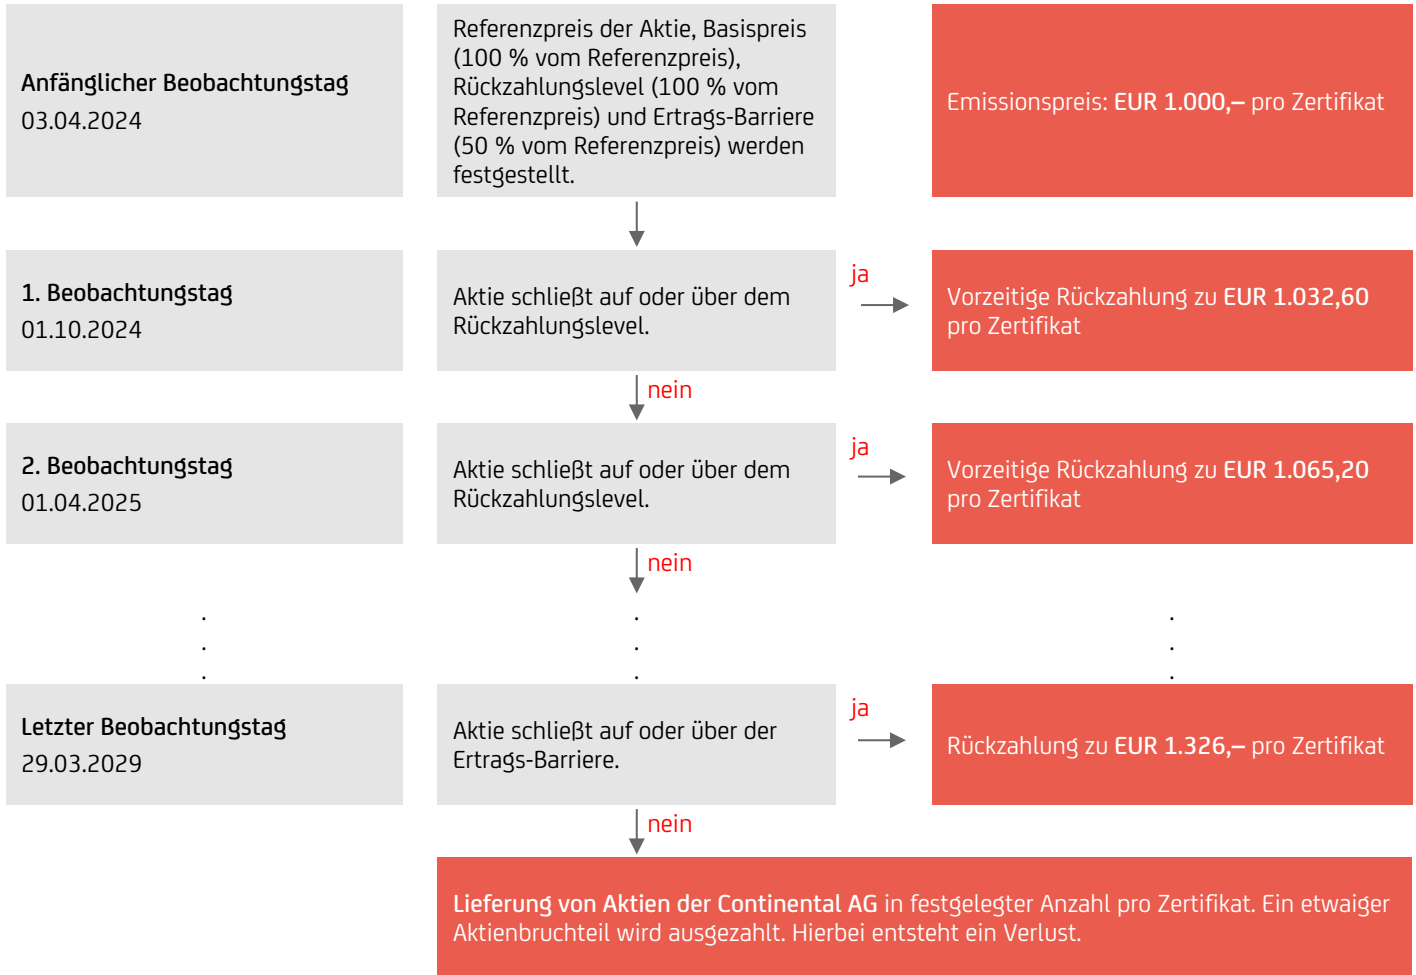 Anfänglicher Beobachtungstag
03.04.2024
Referenzpreis der Aktie, Basispreis
(100 % vom Referenzpreis),
Rückzahlungslevel (100 % vom
Referenzpreis) und Ertrags-Barriere
(50 % vom Referenzpreis) werden
festgestellt.
Emissionspreis: EUR 1.000,– pro Zertifikat
1. Beobachtungstag
01.10.2024
Aktie schließt auf oder über dem
Rückzahlungslevel.
ja
Vorzeitige Rückzahlung zu EUR 1.032,60
pro Zertifikat
nein
2. Beobachtungstag
01.04.2025
Aktie schließt auf oder über dem
Rückzahlungslevel.
ja
Vorzeitige Rückzahlung zu EUR 1.065,20
pro Zertifikat
nein
Letzter Beobachtungstag
29.03.2029
Aktie schließt auf oder über der
Ertrags-Barriere.
ja
Rückzahlung zu EUR 1.326,– pro Zertifikat
nein
Lieferung von Aktien der Continental AG in festgelegter Anzahl pro Zertifikat. Ein etwaiger
Aktienbruchteil wird ausgezahlt. Hierbei entsteht ein Verlust.